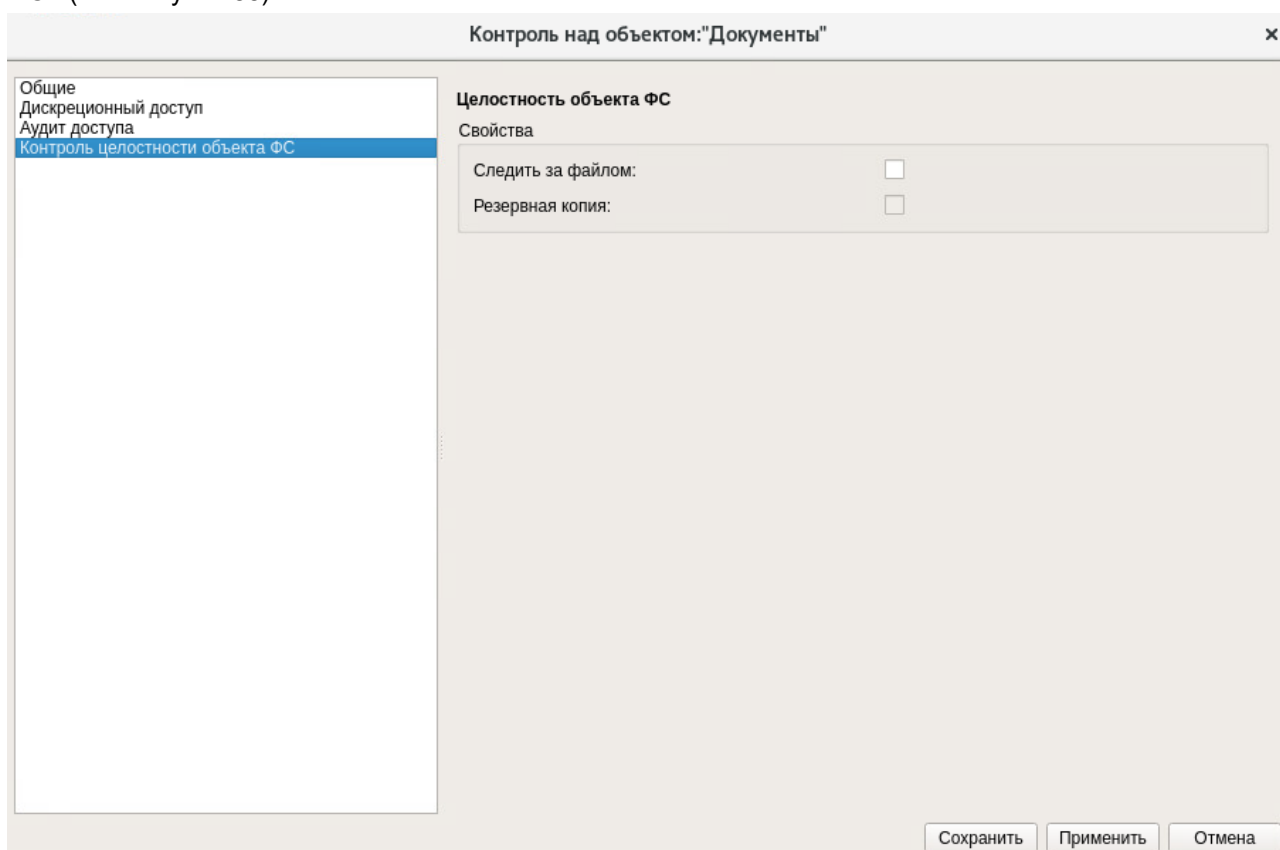 Контроль над объектом:"Документы"
Общие
Дискреционный доступ
Аудит доступа
Контроль целостности объекта ФС
Целостность объекта ФС
Свойства
Следить за файлом:
Резервная копия:
Сохранить Применить Отмена